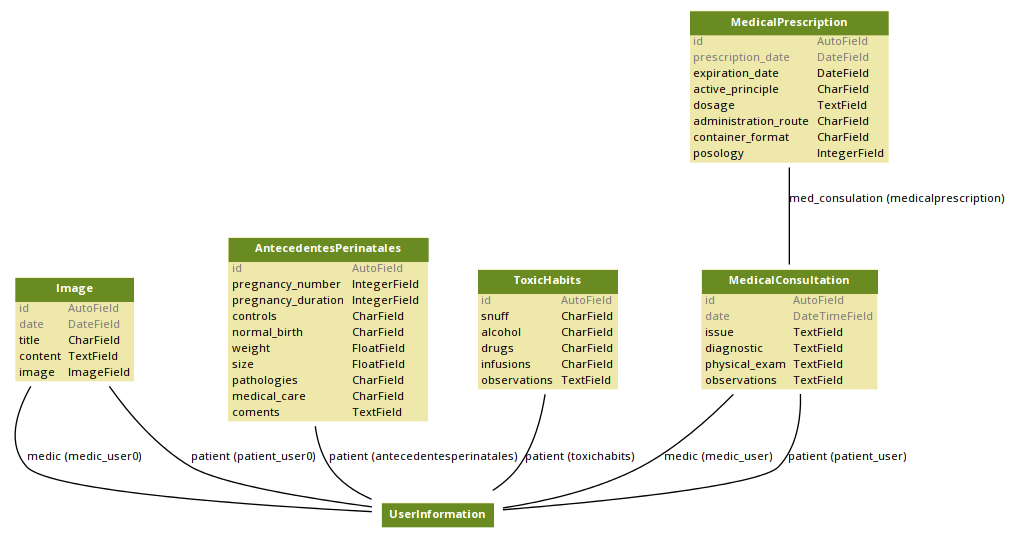 MedicalPrescription
id AutoField
prescription_date DateField
expiration_date DateField
active_principle CharField
dosage TextField
administration_route CharField
container_format CharField
posology IntegerField
med_consulation (medicalprescription)
AntecedentesPerinatales
id AutoField
pregnancy_number IntegerField
pregnancy_duration IntegerField
controls CharField
normal_birth CharField
weight FloatField
size FloatField
pathologies CharField
medical_care CharField
coments TextField
Image
id AutoField
date DateField
title CharField
content TextField
image ImageField
ToxicHabits
id AutoField
snuff CharField
alcohol CharField
drugs CharField
infusions CharField
observations TextField
MedicalConsultation
id AutoField
date DateTimeField
issue TextField
diagnostic TextField
physical_exam TextField
observations TextField
medic (medic_user0)
patient (patient_user0)
patient (antecedentesperinatales)
patient (toxichabits)
medic (medic_user)
patient (patient_user)
UserInformation